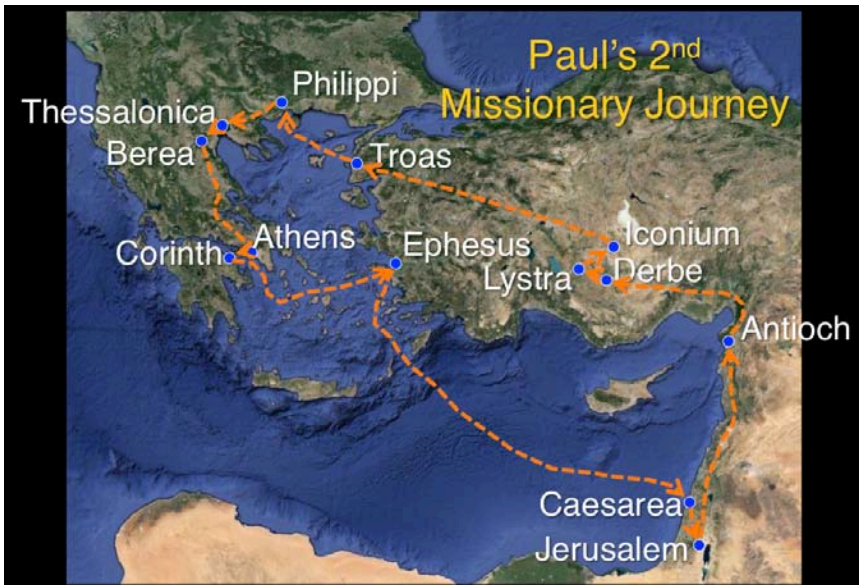 Paul's 2nd
Missionary Journey
Philippi
Thessalonica
Berea
Troas
Athens
Corinth
Ephesus
Iconium
Lystra
Derbe
Antioch
Caesarea
Jerusalem